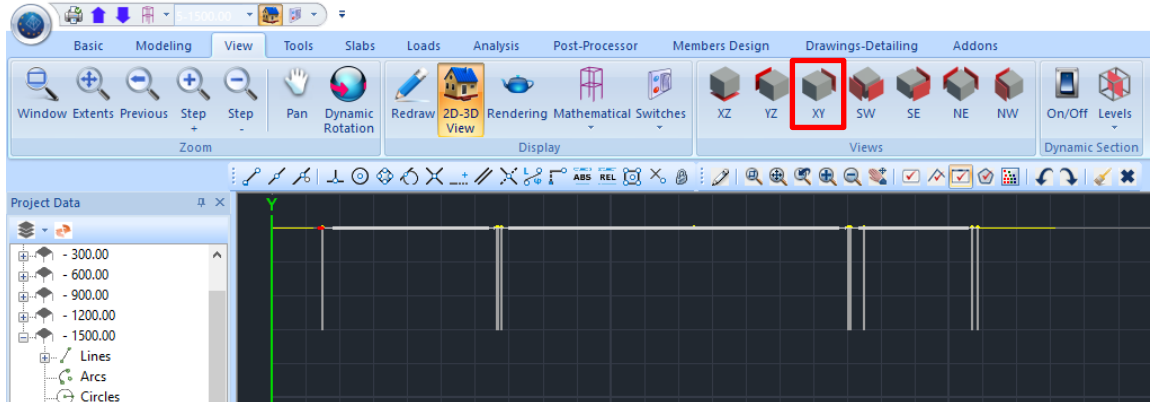 5-1500.00
Basic Modeling View Tools Slabs Loads Analysis Post-Processor Members Design Drawings-Detailing Addons
Window Extents Previous Step Step Pan Dynamic Redraw 2D-3D Rendering Mathematical Switches XZ YZ XY SW SE NE NW On/Off Levels
+ - Rotation View
Zoom Display Views Dynamic Section
ABS REL
Project Data
Y
- 300.00
- 600.00
- 900.00
- 1200.00
- 1500.00
Lines
Arcs
Circles